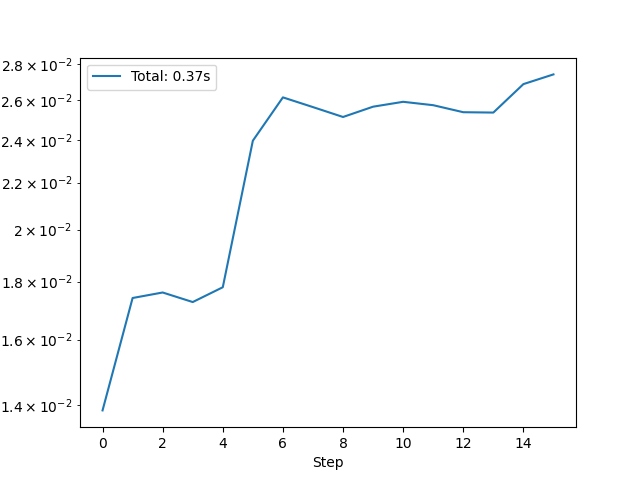 Total: 0.37s
2.8 × 10⁻²
2.6 × 10⁻²
2.4 × 10⁻²
2.2 × 10⁻²
2 × 10⁻²
1.8 × 10⁻²
1.6 × 10⁻²
1.4 × 10⁻²
0 2 4 6 8 10 12 14
Step